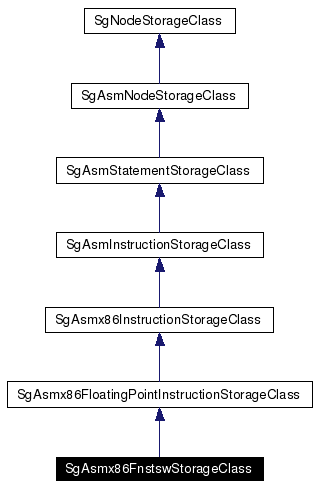 SgNodeStorageClass
SgAsmNodeStorageClass
SgAsmStatementStorageClass
SgAsmInstructionStorageClass
SgAsmx86InstructionStorageClass
SgAsmx86FloatingPointInstructionStorageClass
SgAsmx86FnstswStorageClass